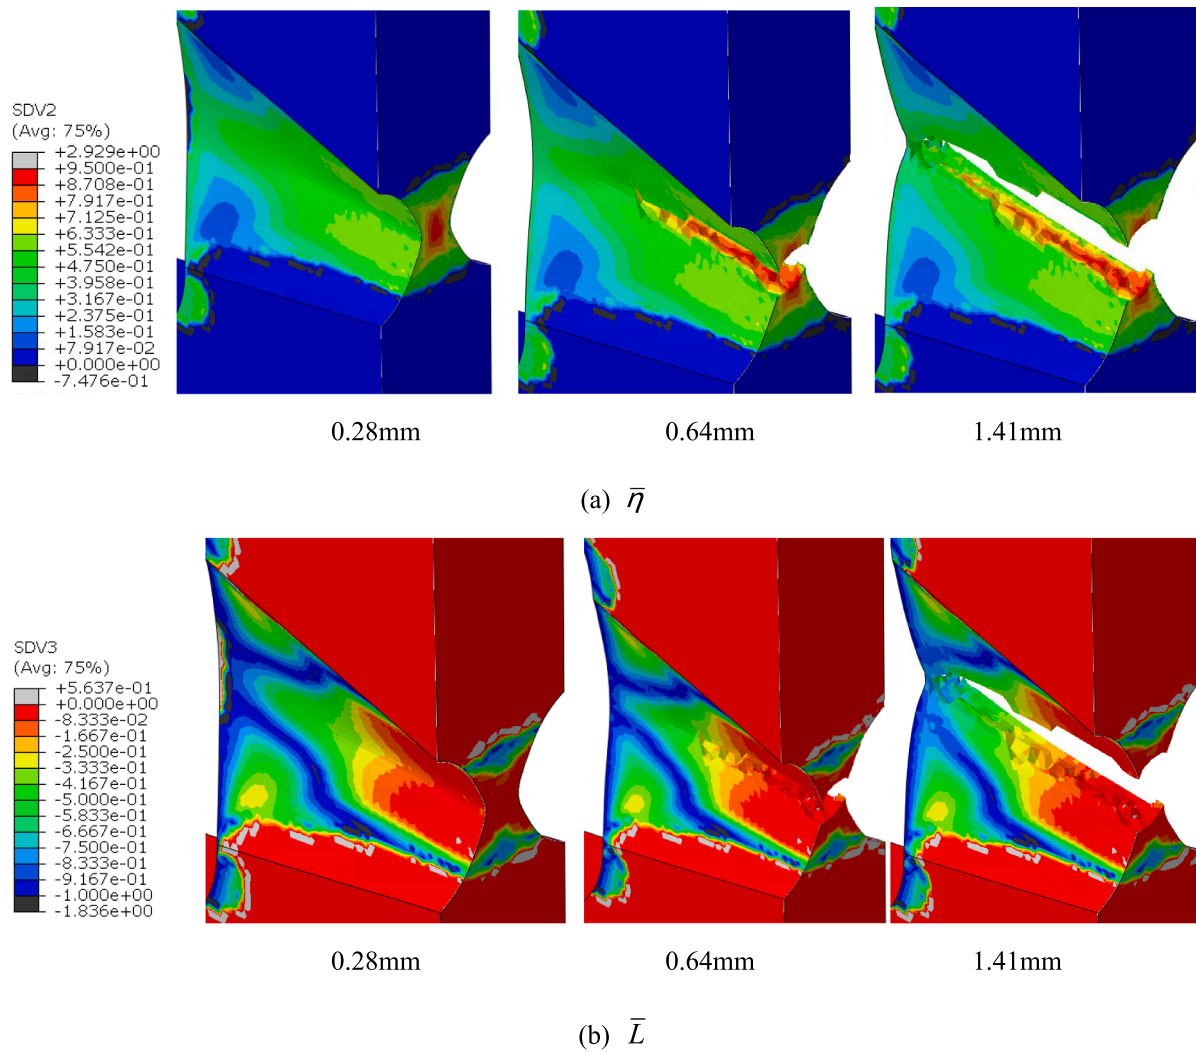 SDV2
(Avg: 75%)
+2.929e+00
+9.500e-01
+8.708e-01
+7.917e-01
+7.125e-01
+6.333e-01
+5.542e-01
+4.750e-01
+3.958e-01
+3.167e-01
+2.375e-01
+1.583e-01
+7.917e-02
+0.000e+00
-7.476e-01
0.28mm 0.64mm 1.41mm
(a) η̅
SDV3
(Avg: 75%)
+5.637e-01
+0.000e+00
-8.333e-02
-1.667e-01
-2.500e-01
-3.333e-01
-4.167e-01
-5.000e-01
-5.833e-01
-6.667e-01
-7.500e-01
-8.333e-01
-9.167e-01
-1.000e+00
-1.836e+00
0.28mm 0.64mm 1.41mm
(b) L̅